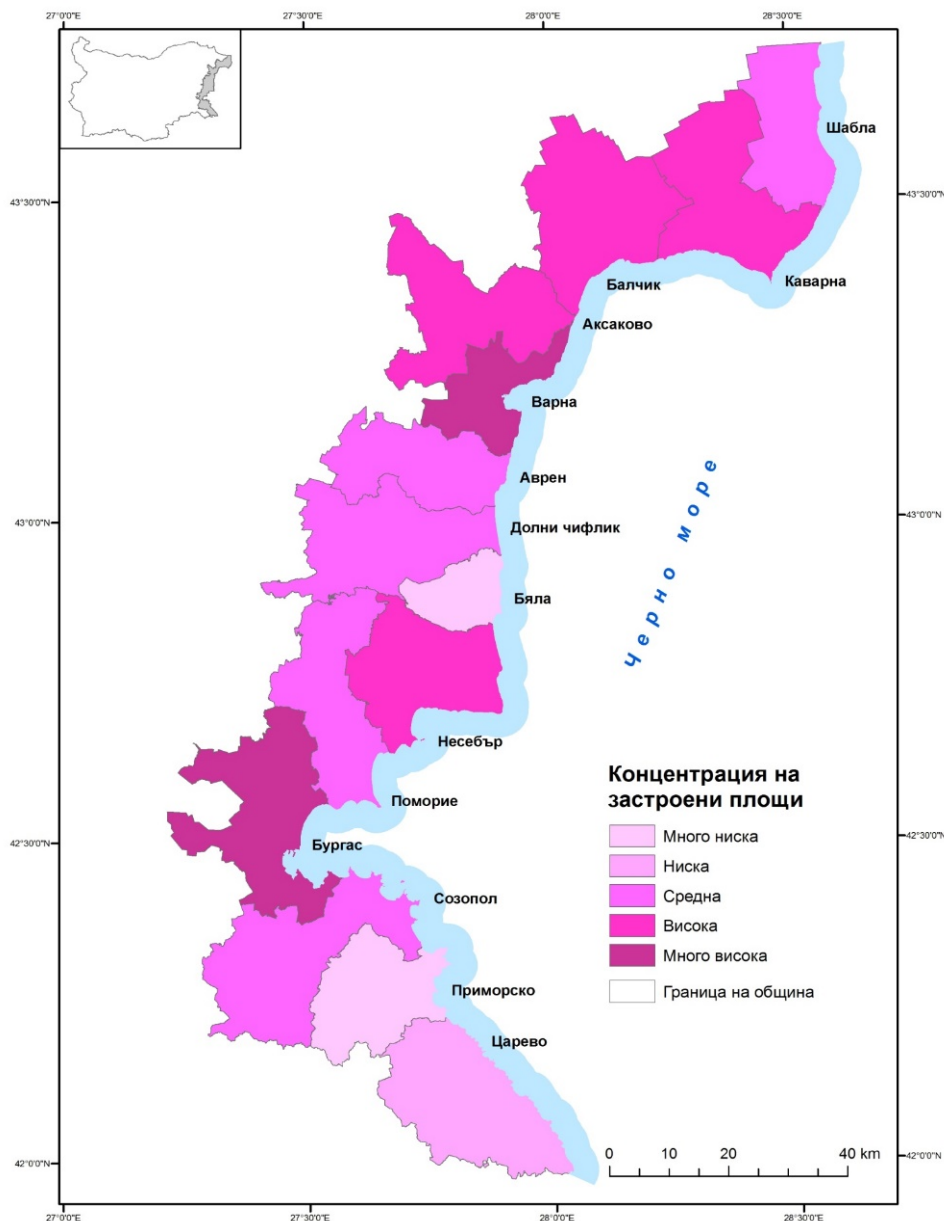 27°0'0"E
27°30'0"E
28°0'0"E
28°30'0"E
43°30'0"N
43°30'0"N
43°0'0"N
43°0'0"N
42°30'0"N
42°30'0"N
42°0'0"N
42°0'0"N
Шабла
Каварна
Балчик
Аксаково
Варна
Аврен
Долни чифлик
Бяла
Черно море
Несебър
Поморие
Бургас
Созопол
Приморско
Царево
Концентрация на
застроени площи
Много ниска
Ниска
Средна
Висока
Много висока
Граница на община
0 10 20 40 km
27°0'0"E
27°30'0"E
28°0'0"E
28°30'0"E